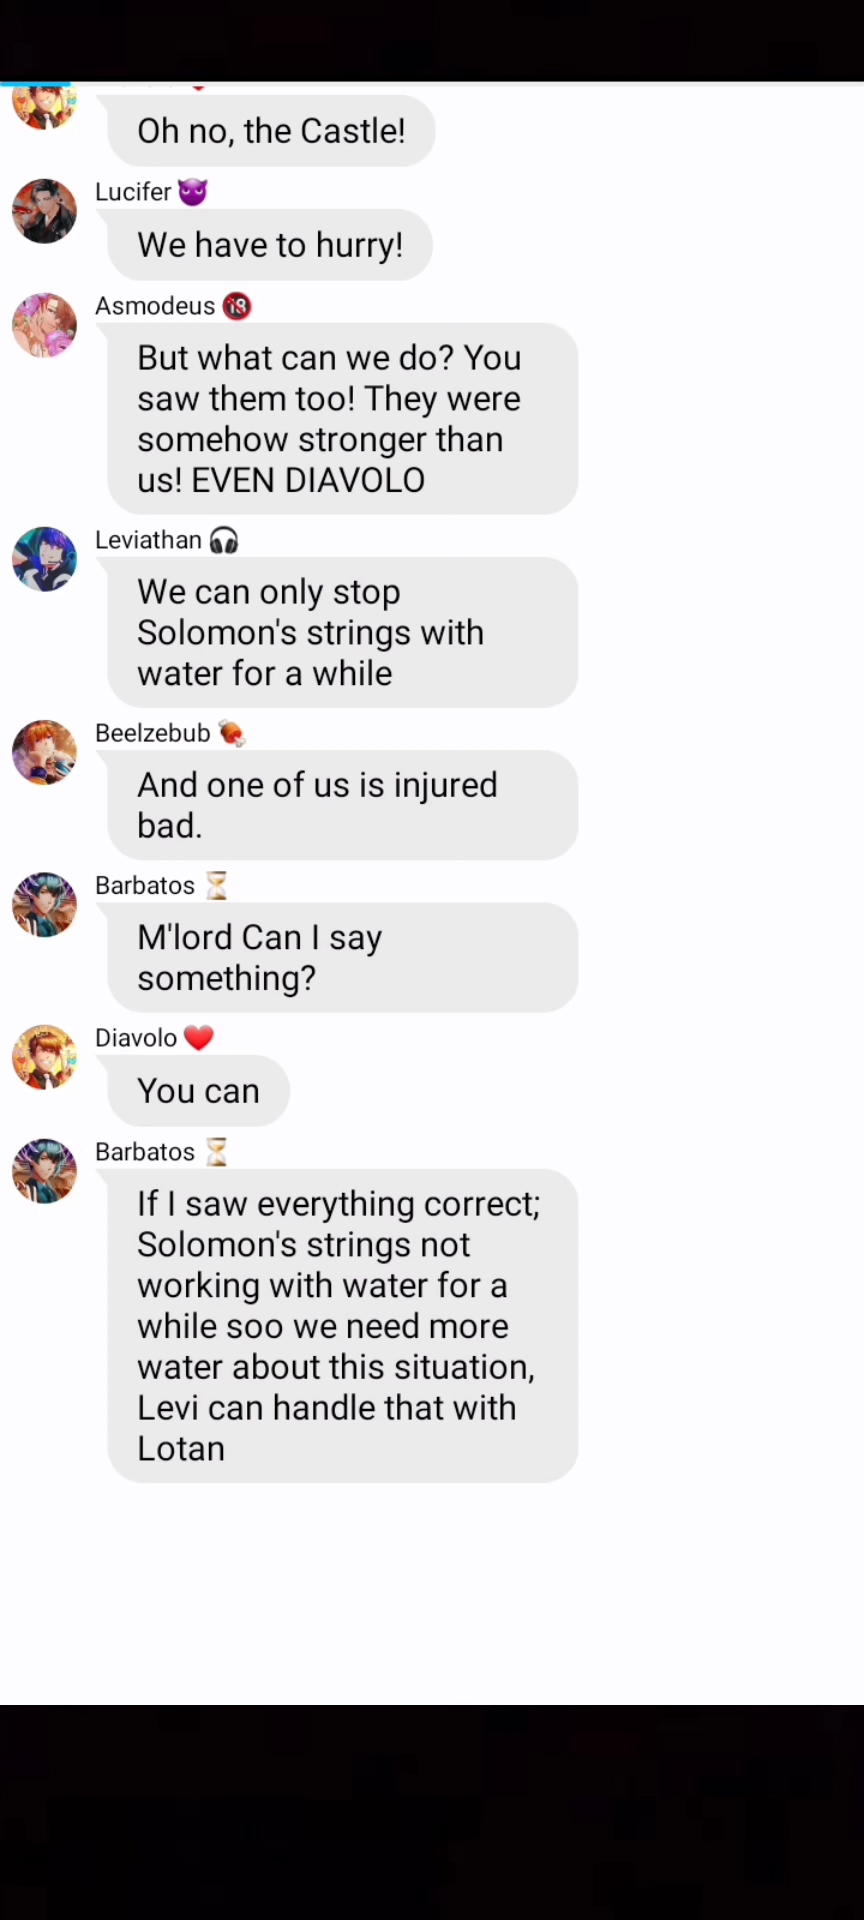 Oh no, the Castle!
Lucifer 😈
We have to hurry!
Asmodeus 🔞
But what can we do? You
saw them too! They were
somehow stronger than
us! EVEN DIAVOLO
Leviathan 🎧
We can only stop
Solomon's strings with
water for a while
Beelzebub 🍖
And one of us is injured
bad.
Barbatos ⏳
M'lord Can I say
something?
Diavolo ❤️
You can
Barbatos ⏳
If I saw everything correct;
Solomon's strings not
working with water for a
while soo we need more
water about this situation,
Levi can handle that with
Lotan